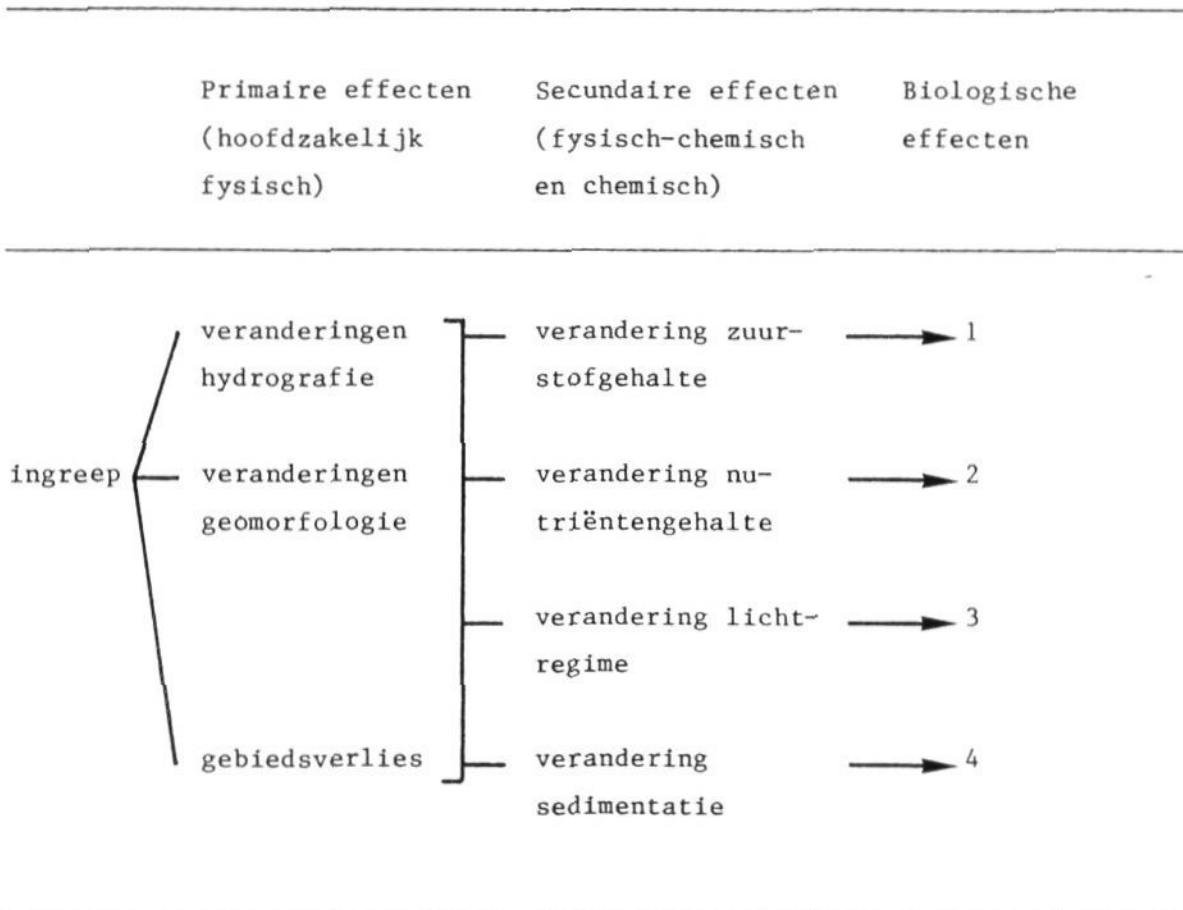 Primaire effecten Secundaire effecten Biologische
(hoofdzakelijk (fysisch-chemisch effecten
fysisch) en chemisch)
veranderingen verandering zuur- 1
hydrografie stofgehalte
ingreep veranderingen verandering nu- 2
geomorfologie triëntengehalte
verandering licht- 3
regime
gebiedsverlies verandering 4
sedimentatie